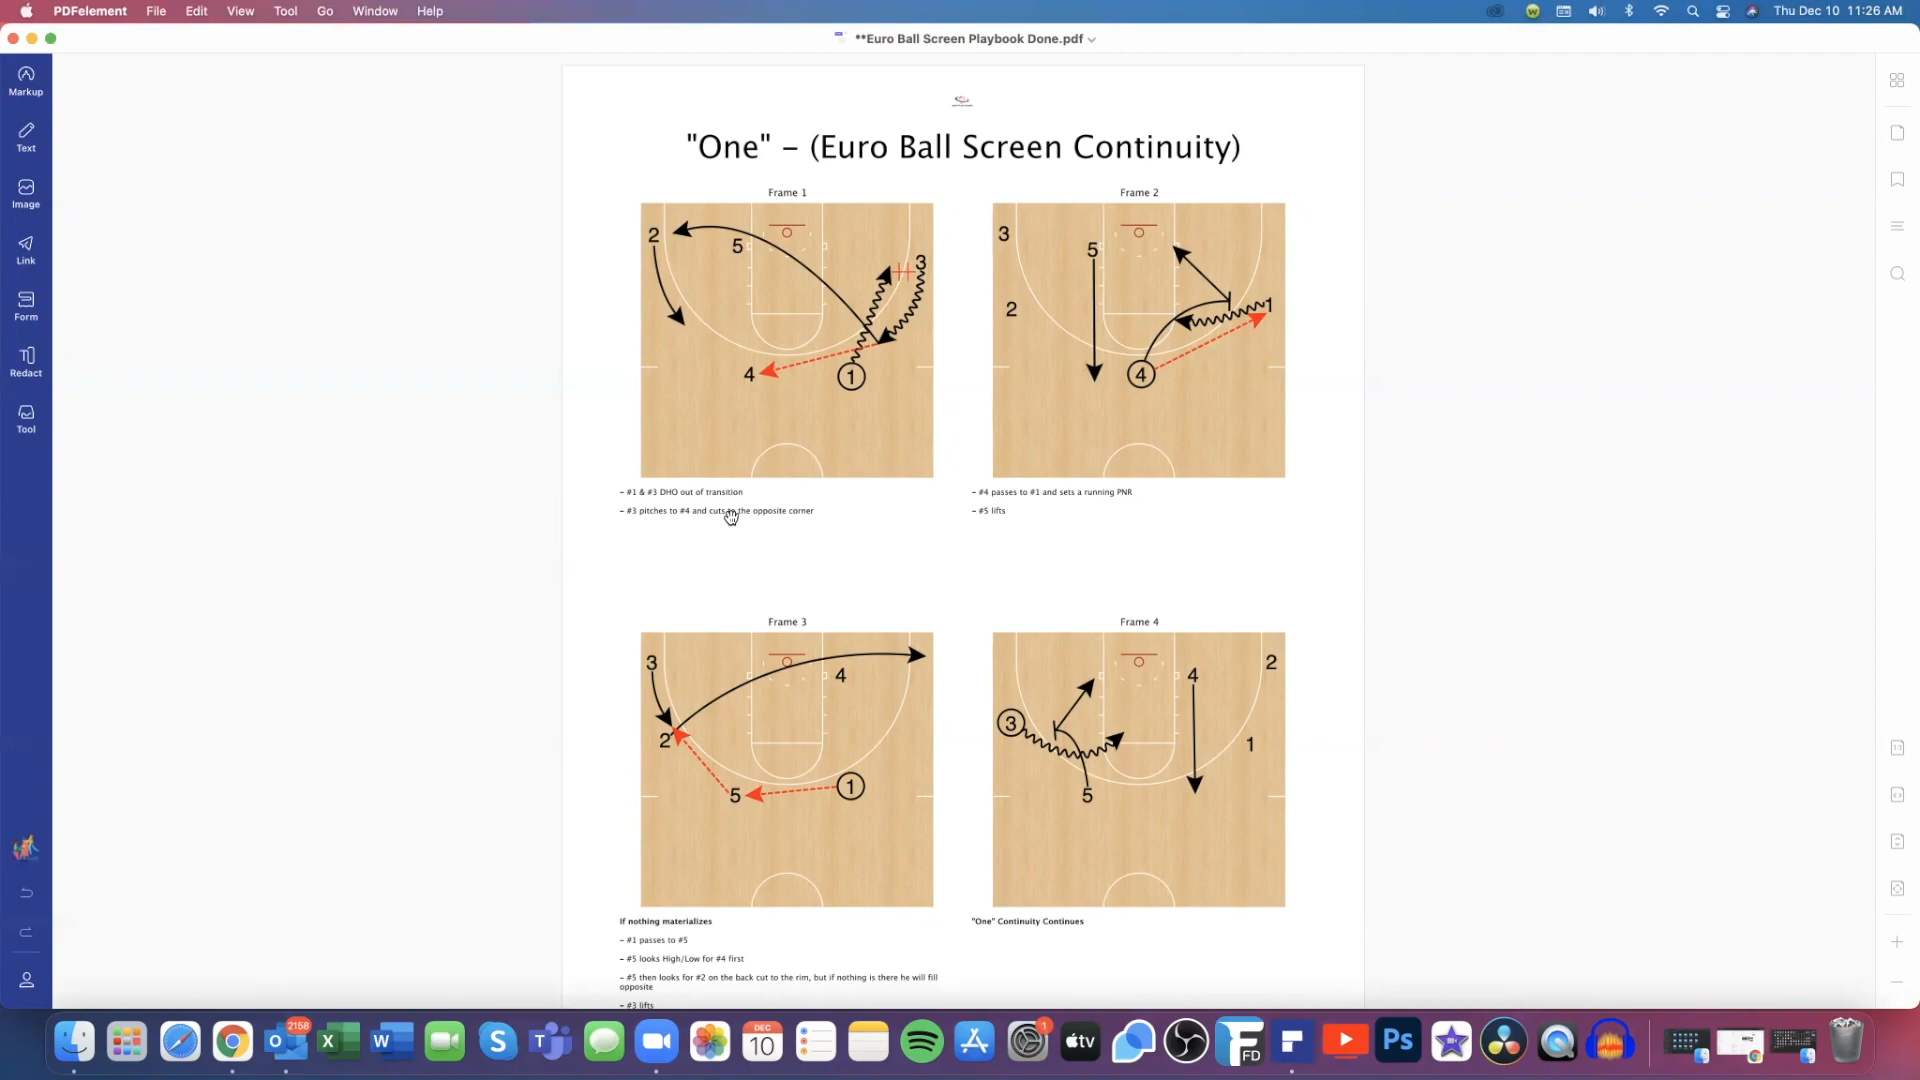 PDFelement File Edit View Tool Go Window Help
Thu Dec 10 11:26 AM
**Euro Ball Screen Playbook Done.pdf
Markup
Text
Image
Link
Form
Redact
Tool
"One" – (Euro Ball Screen Continuity)
Frame 1
2
5
3
4
1
– #1 & #3 DHO out of transition
– #3 pitches to #4 and cuts to the opposite corner
Frame 2
3
5
2
1
4
– #4 passes to #1 and sets a running PNR
– #5 lifts
Frame 3
3
4
2
5
1
If nothing materializes
– #1 passes to #5
– #5 looks High/Low for #4 first
– #5 then looks for #2 on the back cut to the rim, but if nothing is there he will fill
opposite
– #3 lifts
Frame 4
2
4
3
1
5
"One" Continuity Continues
2158
DEC
10
1
tv
FD
Ps